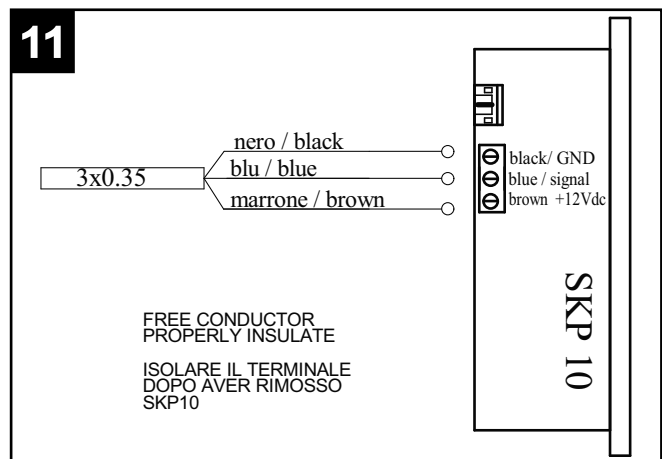 11
nero / black
blu / blue
marrone / brown
3x0.35
black/ GND
blue / signal
brown +12Vdc
SKP 10
FREE CONDUCTOR
PROPERLY INSULATE
ISOLARE IL TERMINALE
DOPO AVER RIMOSSO
SKP10